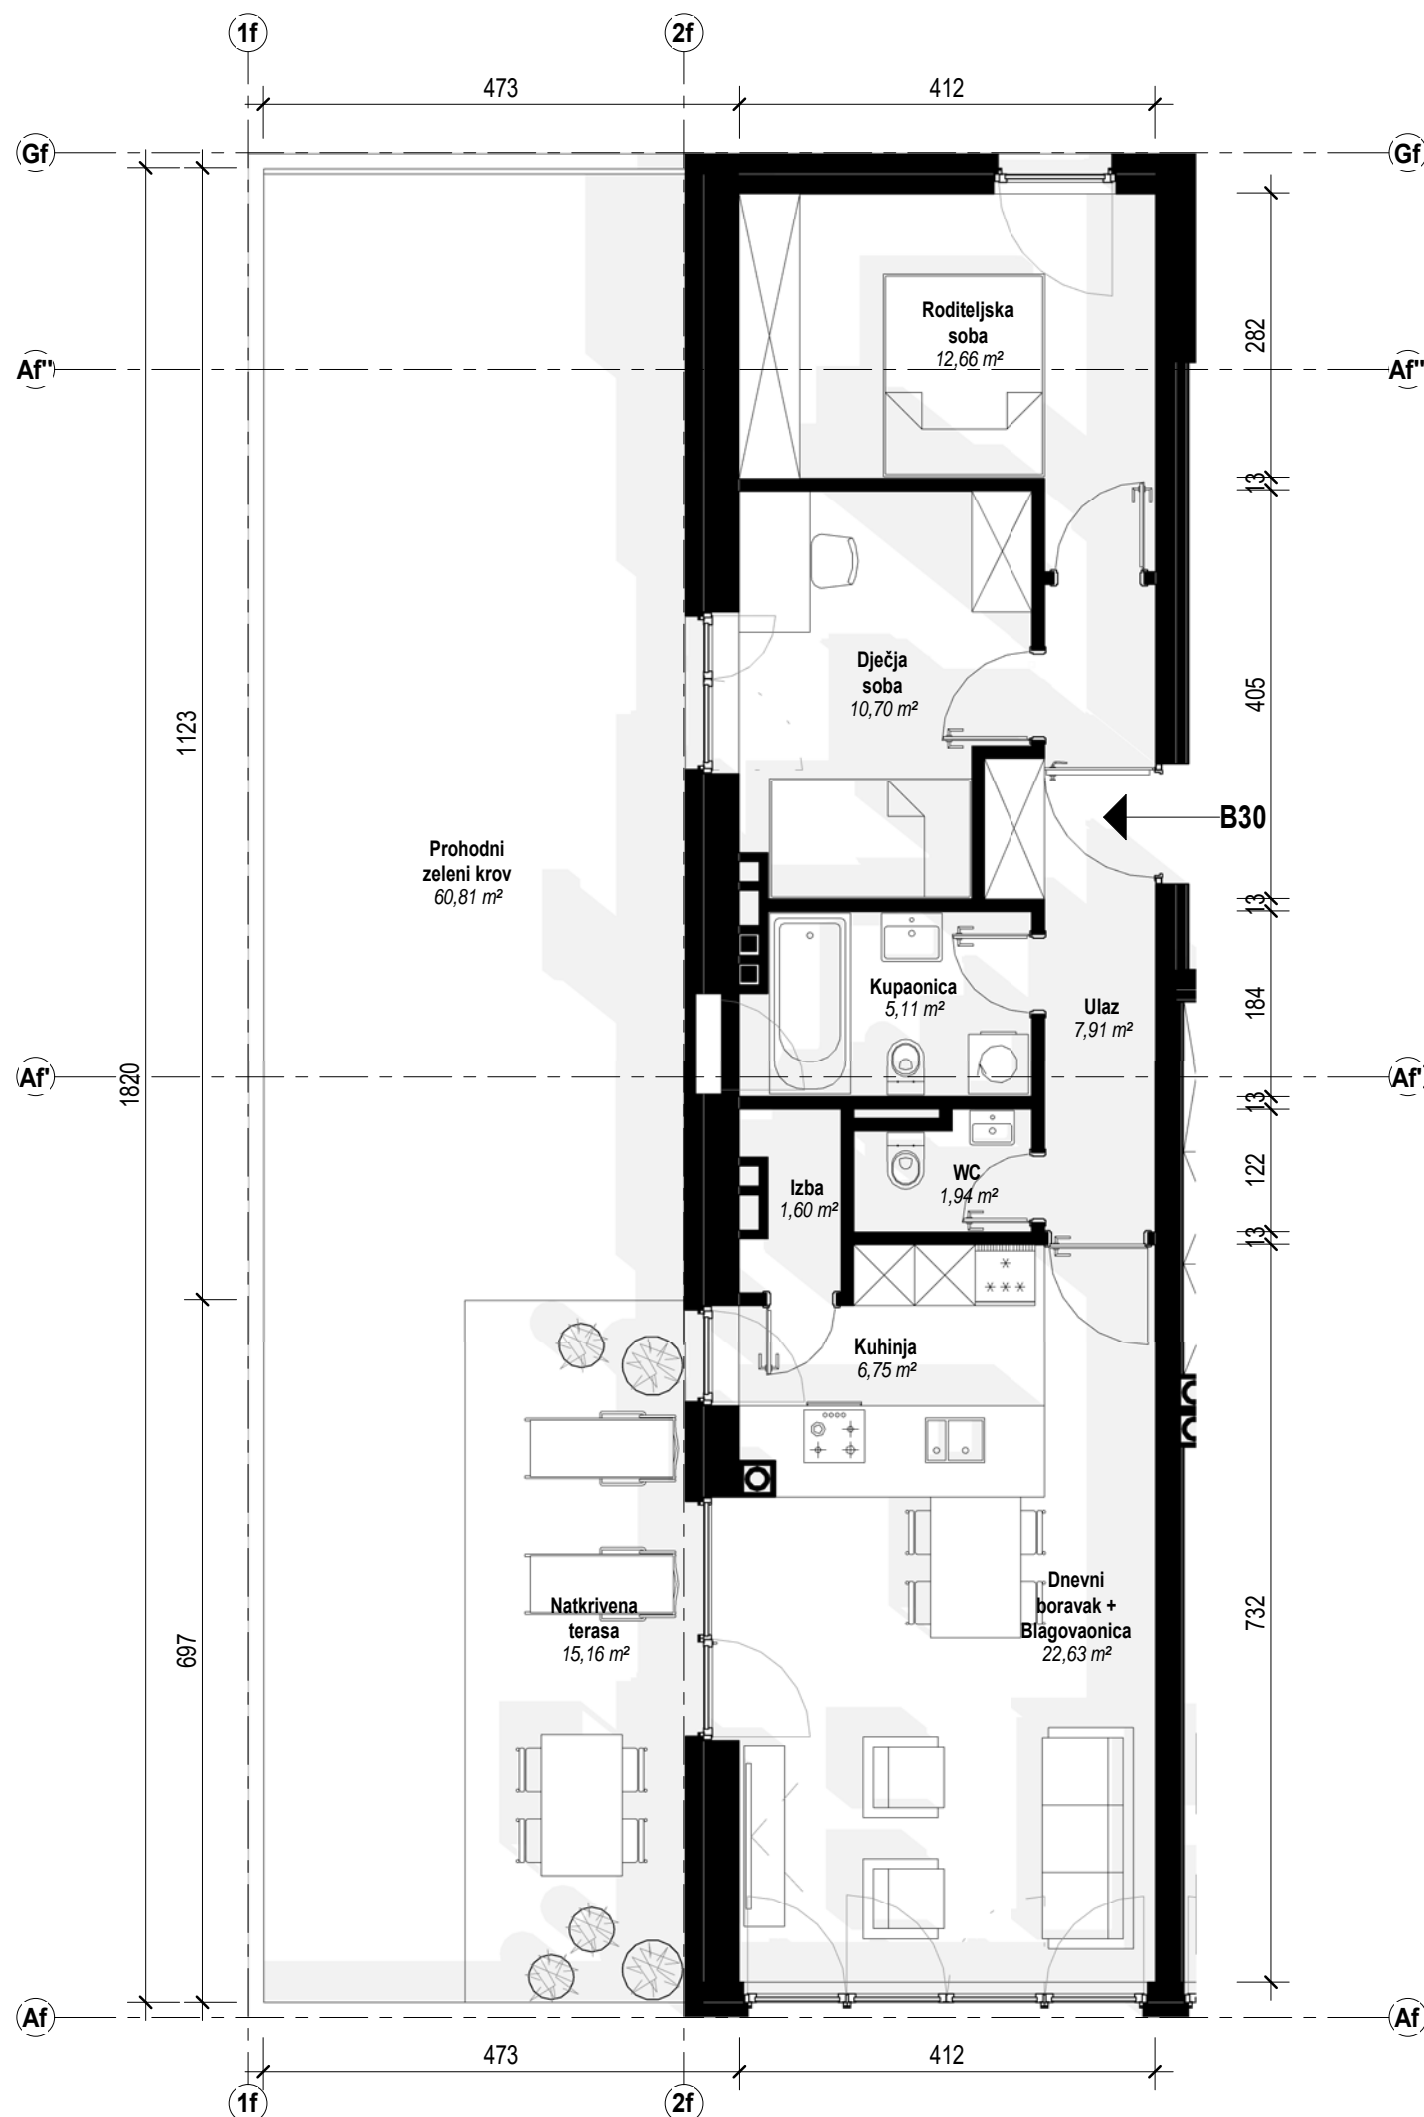 1f
2f
473
412
Gf
Gf
Roditeljska
soba
12,66 m²
282
Af''
Af''
13
Dječja
soba
10,70 m²
405
1123
B30
Prohodni
zeleni krov
60,81 m²
13
Kupaonica
5,11 m²
Ulaz
7,91 m²
184
Af'
Af'
1820
13
Izba
1,60 m²
WC
1,94 m²
122
13
Kuhinja
6,75 m²
Natkrivena
terasa
15,16 m²
Dnevni
boravak +
Blagovaonica
22,63 m²
732
697
Af
Af
473
412
1f
2f